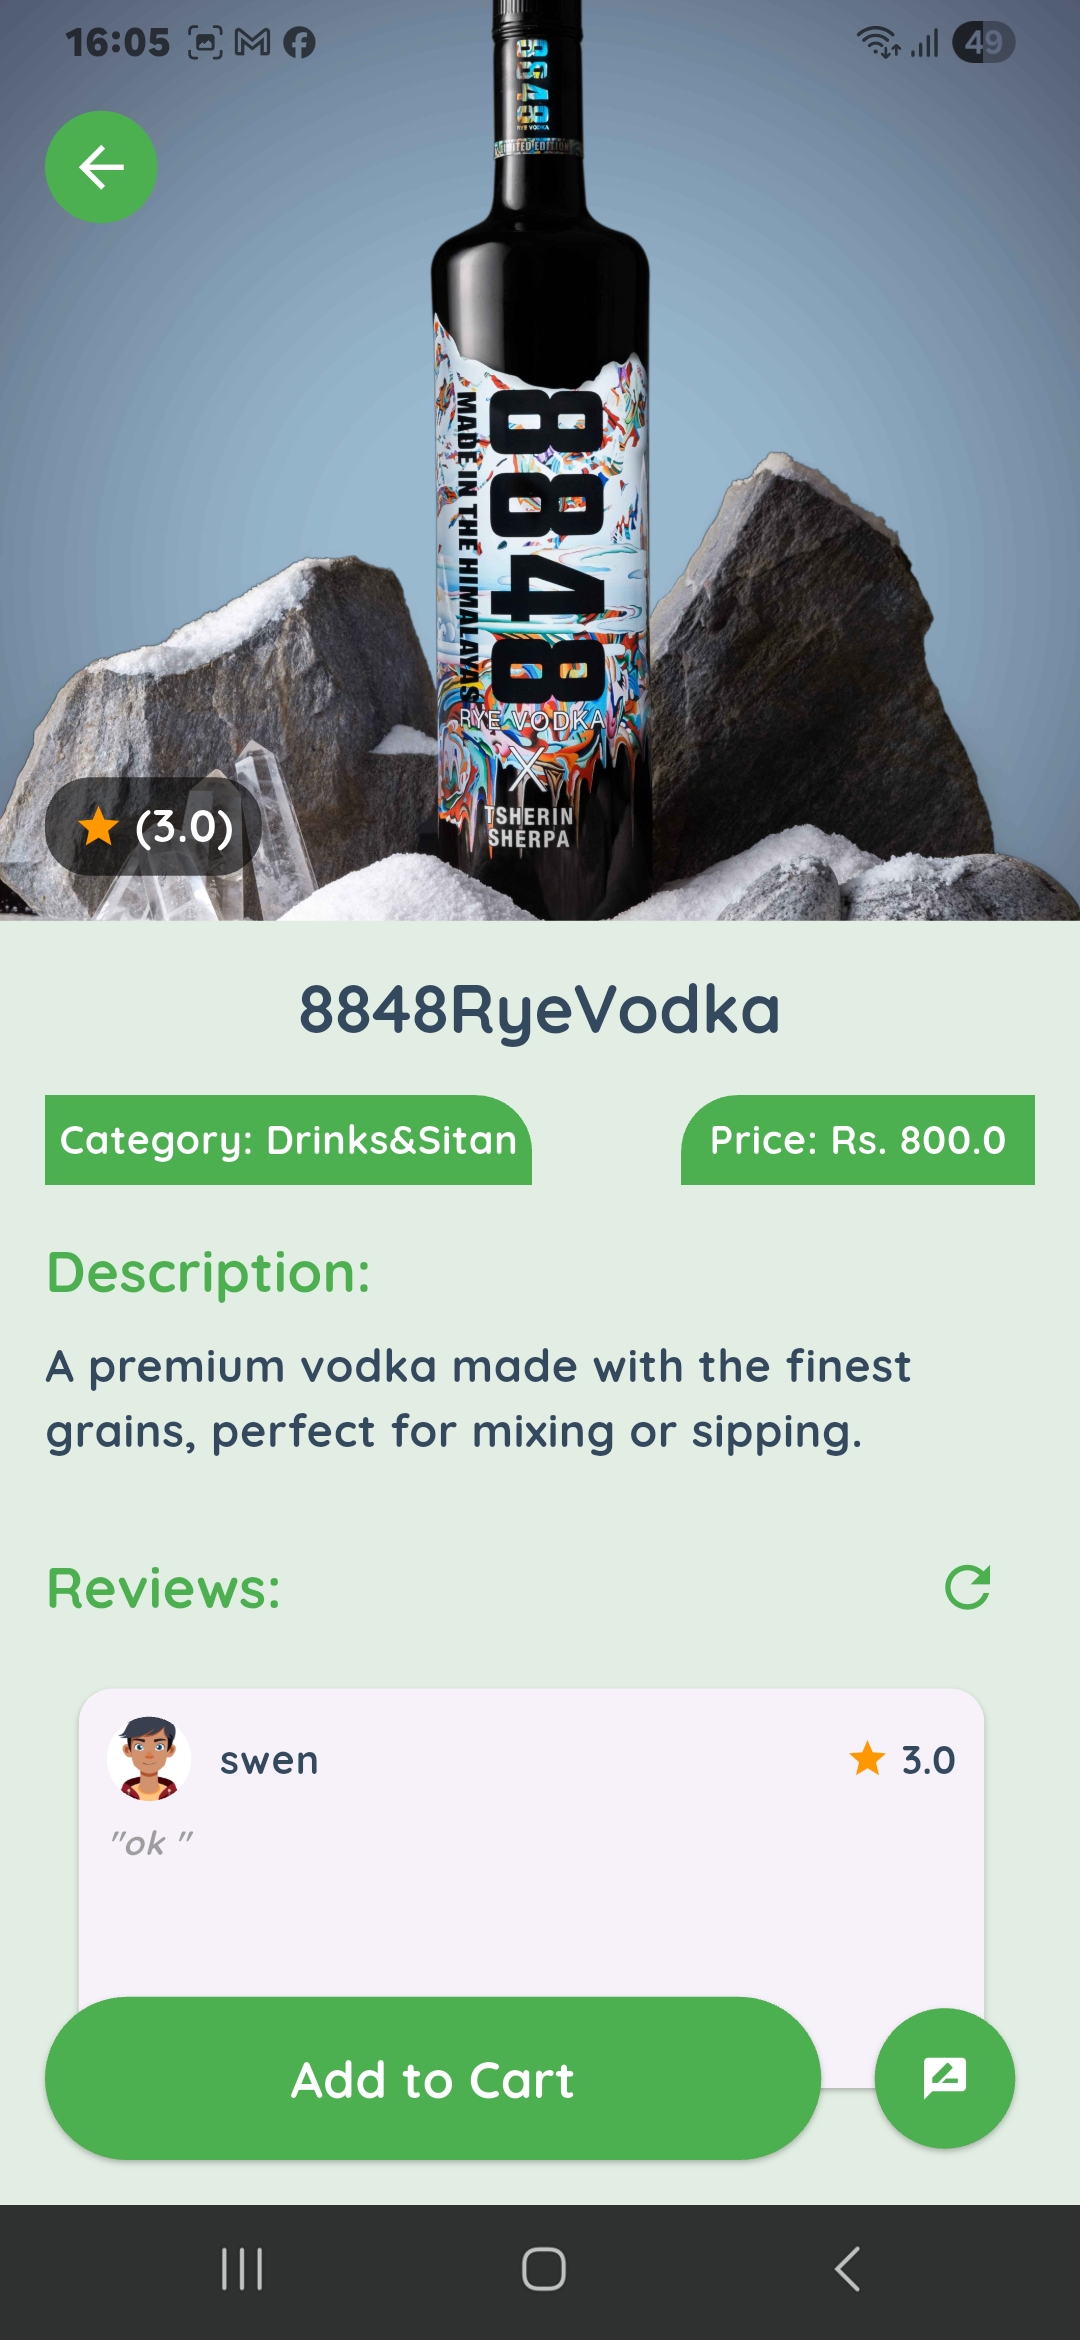 16:05
49
8848
RYE VODKA
LIMITED EDITION
8848
MADE IN THE HIMALAYAS
RYE VODKA
X
TSHERIN
SHERPA
(3.0)
8848RyeVodka
Category: Drinks&Sitan
Price: Rs. 800.0
Description:
A premium vodka made with the finest
grains, perfect for mixing or sipping.
Reviews:
swen
3.0
"ok "
Add to Cart